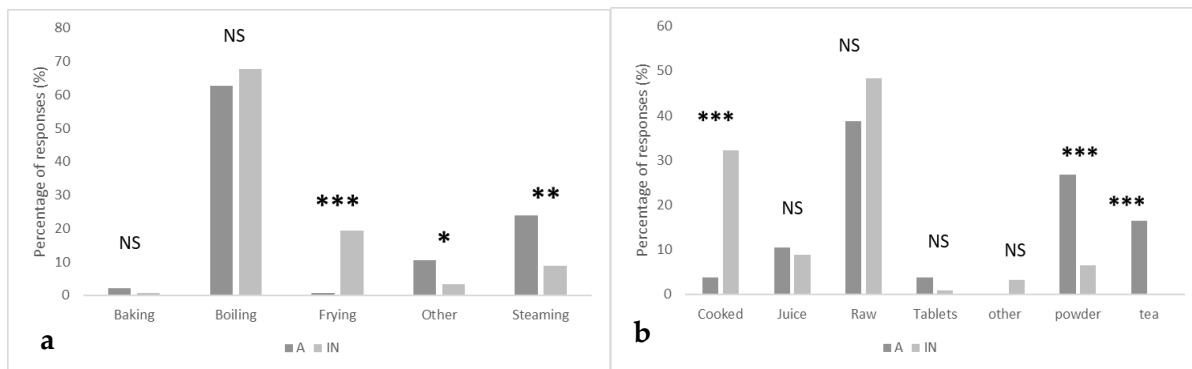 80
70
60
50
40
30
20
10
0
Percentage of responses (%)
NS
NS
***
*
**
Baking Boiling Frying Other Steaming
A IN
a
60
50
40
30
20
10
0
Percentage of responses (%)
***
NS
NS
NS
NS
***
***
Cooked Juice Raw Tablets other powder tea
A IN
b